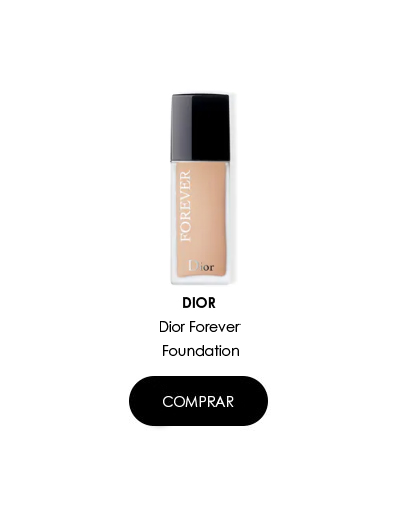 FOREVER
Dior
DIOR
Dior Forever
Foundation
COMPRAR